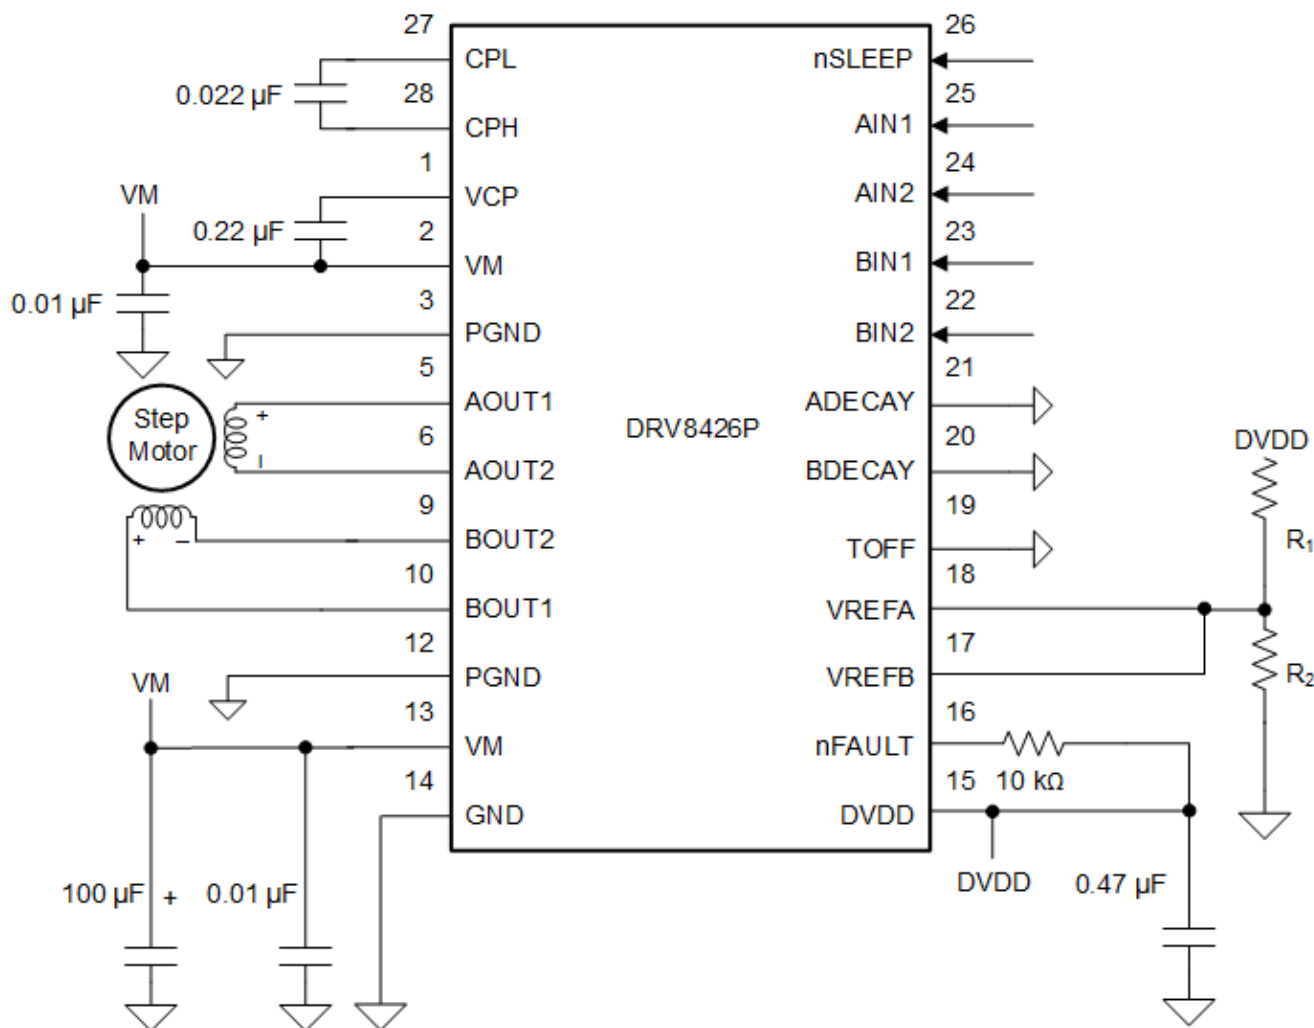 27
CPL
0.022 µF
28
CPH
1
VCP
VM
0.22 µF
2
VM
0.01 µF
3
PGND
5
AOUT1
+
Step
Motor
6
–
AOUT2
9
+ –
BOUT2
10
BOUT1
12
PGND
VM
13
VM
14
GND
100 µF +
0.01 µF
DRV8426P
26
nSLEEP
25
AIN1
24
AIN2
23
BIN1
22
BIN2
21
ADECAY
20
BDECAY
19
TOFF
18
VREFA
17
VREFB
16
nFAULT
10 kΩ
15
DVDD
DVDD
0.47 µF
DVDD
R1
R2